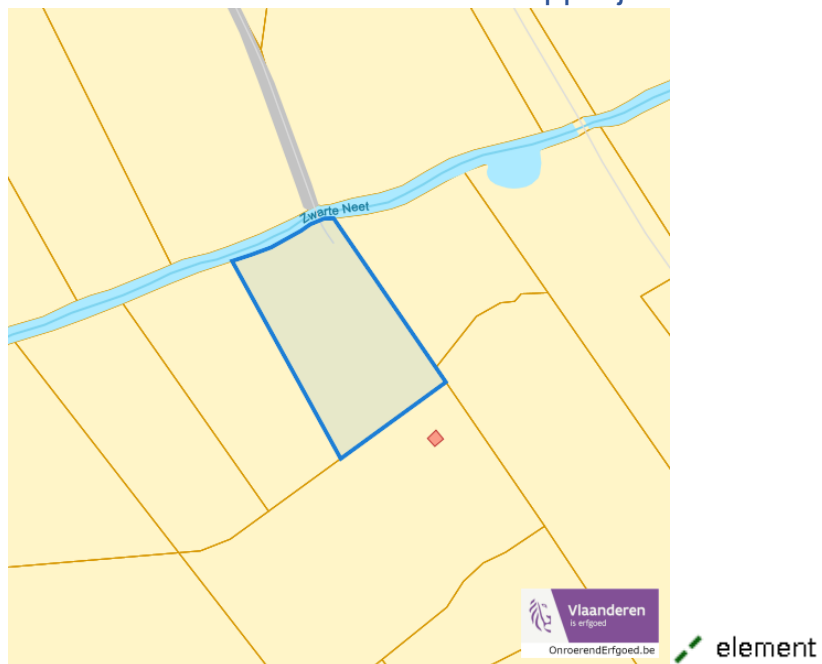 Zwarte Neet
Vlaanderen
is erfgoed
OnroerendErfgoed.be
element